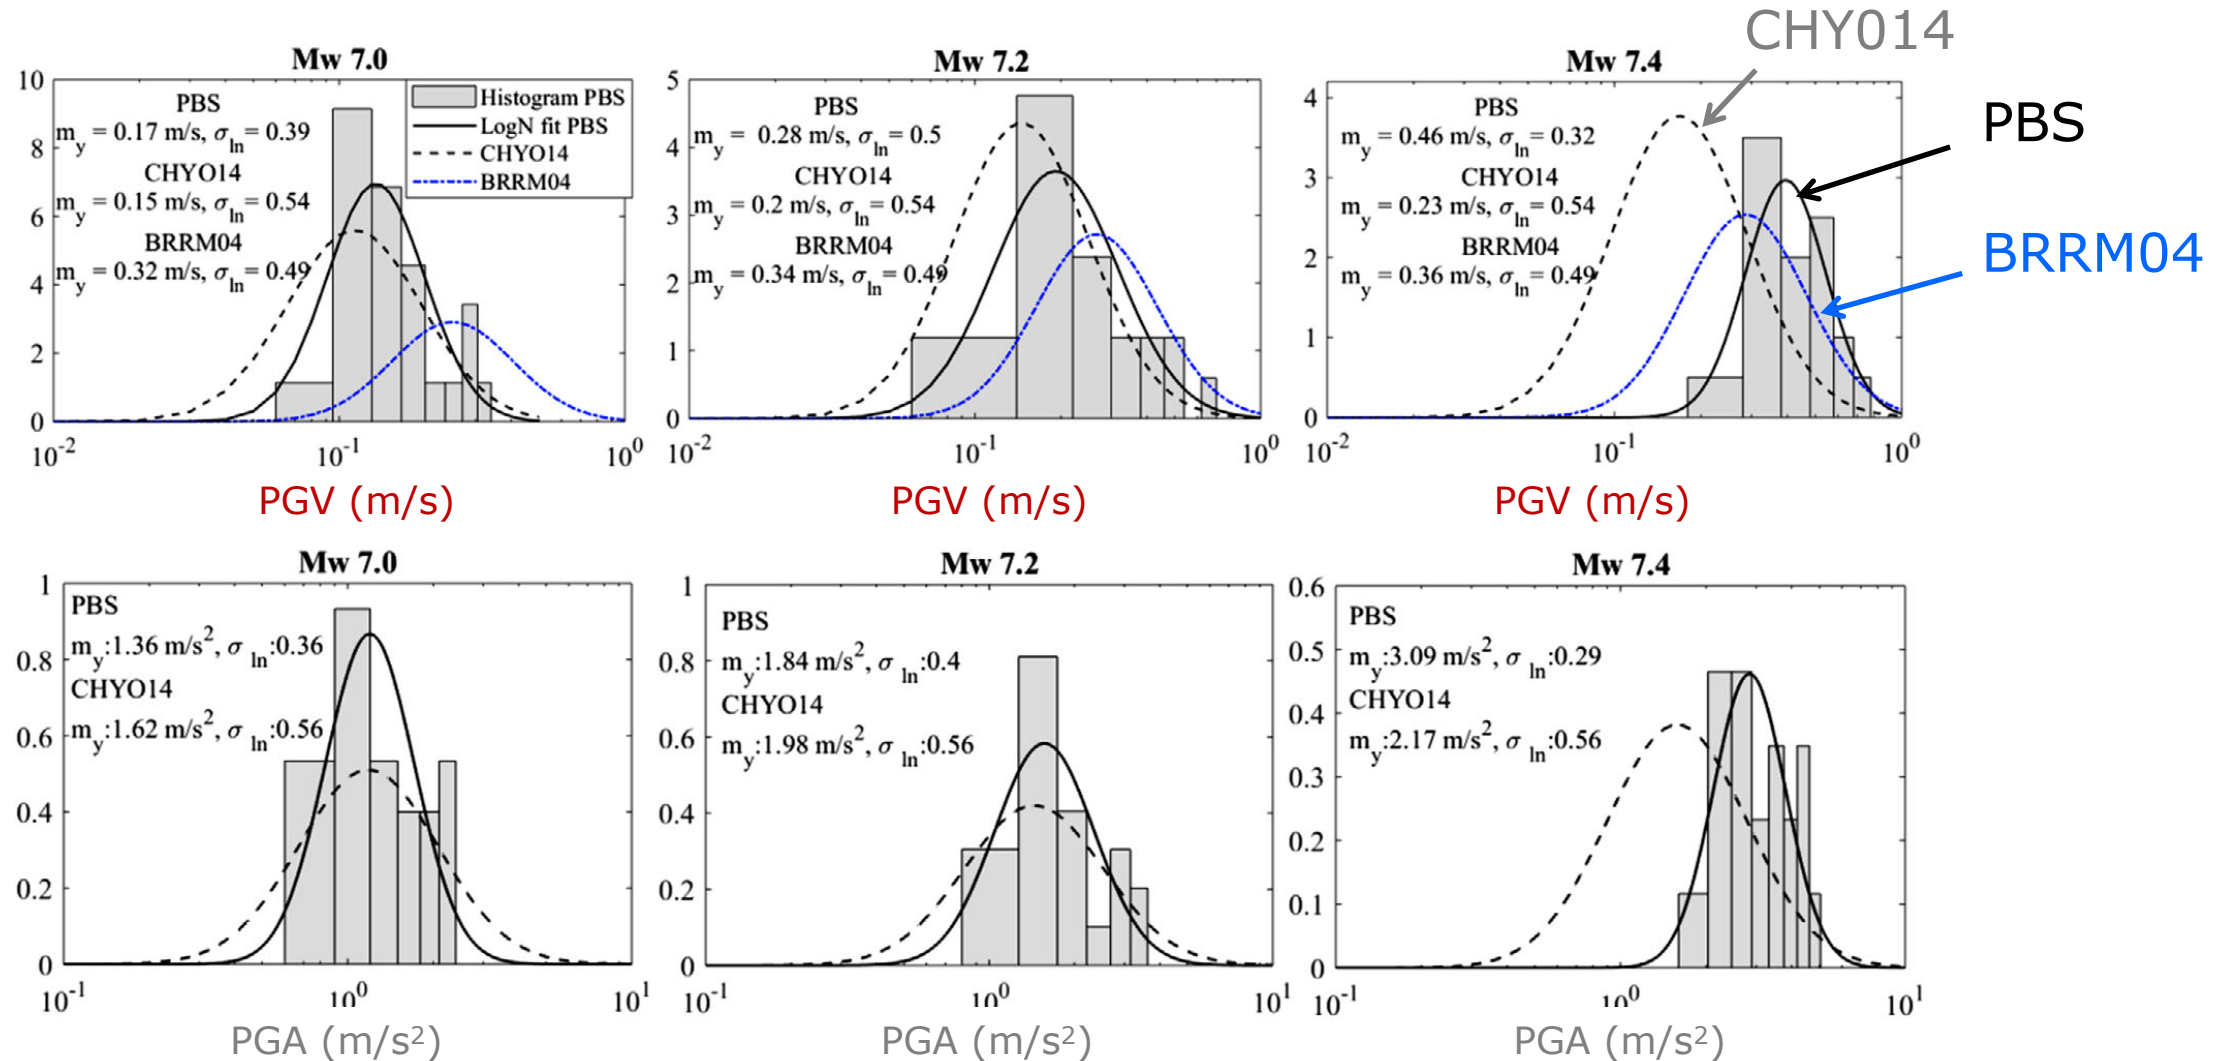 CHY014
Mw 7.0
Mw 7.2
Mw 7.4
10
8
6
4
2
0
PBS
m_y = 0.17 m/s, σ_ln = 0.39
CHYO14
m_y = 0.15 m/s, σ_ln = 0.54
BRRM04
m_y = 0.32 m/s, σ_ln = 0.49
Histogram PBS
LogN fit PBS
CHYO14
BRRM04
10^-2
10^-1
10^0
PGV (m/s)
5
4
3
2
1
0
PBS
m_y = 0.28 m/s, σ_ln = 0.5
CHYO14
m_y = 0.2 m/s, σ_ln = 0.54
BRRM04
m_y = 0.34 m/s, σ_ln = 0.49
10^-2
10^-1
10^0
PGV (m/s)
4
3
2
1
0
PBS
m_y = 0.46 m/s, σ_ln = 0.32
CHYO14
m_y = 0.23 m/s, σ_ln = 0.54
BRRM04
m_y = 0.36 m/s, σ_ln = 0.49
10^-2
10^-1
10^0
PGV (m/s)
PBS
BRRM04
Mw 7.0
Mw 7.2
Mw 7.4
1
0.8
0.6
0.4
0.2
0
PBS
m_y:1.36 m/s^2, σ_ln:0.36
CHYO14
m_y:1.62 m/s^2, σ_ln:0.56
10^-1
10^0
10^1
PGA (m/s²)
1
0.8
0.6
0.4
0.2
0
PBS
m_y:1.84 m/s^2, σ_ln:0.4
CHYO14
m_y:1.98 m/s^2, σ_ln:0.56
10^-1
10^0
10^1
PGA (m/s²)
0.6
0.5
0.4
0.3
0.2
0.1
0
PBS
m_y:3.09 m/s^2, σ_ln:0.29
CHYO14
m_y:2.17 m/s^2, σ_ln:0.56
10^-1
10^0
10^1
PGA (m/s²)